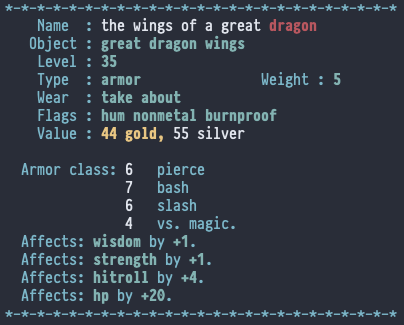 *-*-*-*-*-*-*-*-*-*-*-*-*-*-*-*-*-*-*-*-*-*-*-*-*
Name : the wings of a great dragon
Object : great dragon wings
Level : 35
Type : armor Weight : 5
Wear : take about
Flags : hum nonmetal burnproof
Value : 44 gold, 55 silver
Armor class: 6 pierce
7 bash
6 slash
4 vs. magic.
Affects: wisdom by +1.
Affects: strength by +1.
Affects: hitroll by +4.
Affects: hp by +20.
*-*-*-*-*-*-*-*-*-*-*-*-*-*-*-*-*-*-*-*-*-*-*-*-*